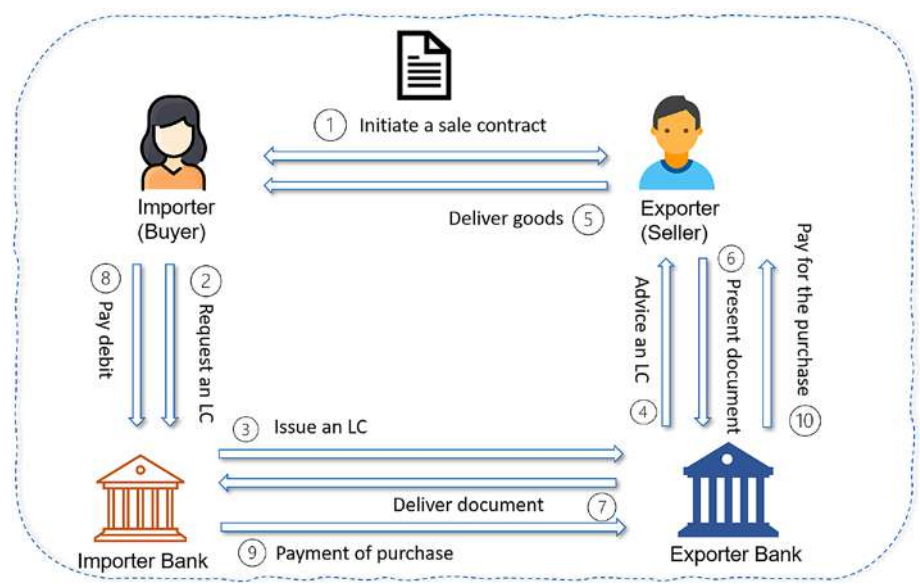 1 Initiate a sale contract
Importer
(Buyer)
Deliver goods 5
Exporter
(Seller)
8 Pay debit
2 Request an LC
Advice an LC 4
6 Present document
Pay for the purchase 10
3 Issue an LC
Deliver document 7
9 Payment of purchase
Importer Bank
Exporter Bank